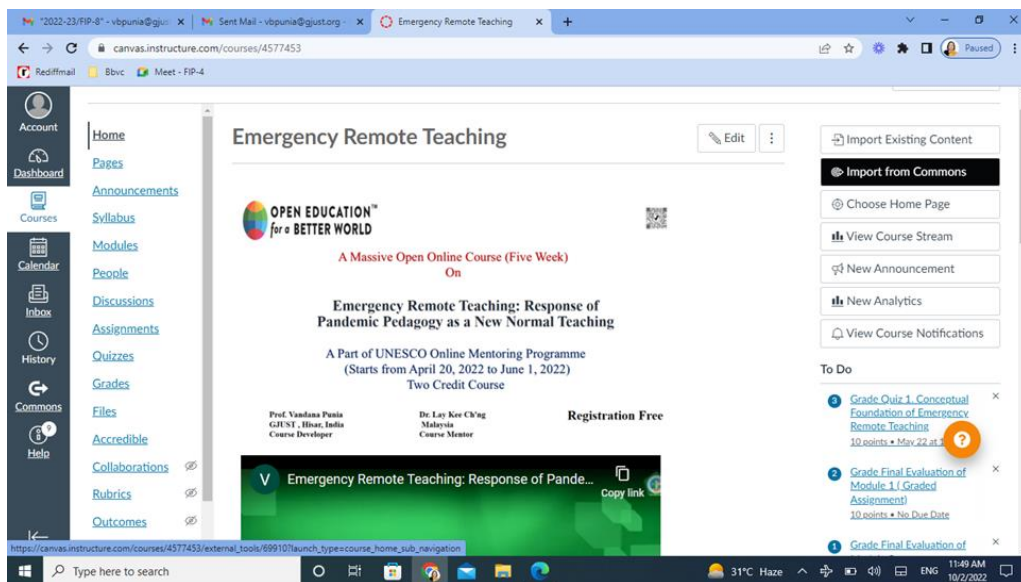 "2022-23/FIP-8" - vbpunia@gjus
Sent Mail - vbpunia@gjust.org -
Emergency Remote Teaching
canvas.instructure.com/courses/4577453
Paused
Rediffmail
Bbvc
Meet - FIP-4
Account
Dashboard
Courses
Calendar
Inbox
History
Commons
9
Help
Home
Pages
Announcements
Syllabus
Modules
People
Discussions
Assignments
Quizzes
Grades
Files
Accredible
Collaborations
Rubrics
Outcomes
Emergency Remote Teaching
Edit
OPEN EDUCATION™
for a BETTER WORLD
A Massive Open Online Course (Five Week)
On
Emergency Remote Teaching: Response of
Pandemic Pedagogy as a New Normal Teaching
A Part of UNESCO Online Mentoring Programme
(Starts from April 20, 2022 to June 1, 2022)
Two Credit Course
Prof. Vandana Punia
GJUST , Hisar, India
Course Developer
Dr. Lay Kee Ch'ng
Malaysia
Course Mentor
Registration Free
V
Emergency Remote Teaching: Response of Pande...
Copy link
Import Existing Content
Import from Commons
Choose Home Page
View Course Stream
New Announcement
New Analytics
View Course Notifications
To Do
3
Grade Quiz 1. Conceptual
Foundation of Emergency
Remote Teaching
10 points • May 22 at
2
Grade Final Evaluation of
Module 1 ( Graded
Assignment)
10 points • No Due Date
1
Grade Final Evaluation of
https://canvas.instructure.com/courses/4577453/external_tools/69910?launch_type=course_home_sub_navigation
Type here to search
31°C Haze
ENG
11:49 AM
10/2/2022